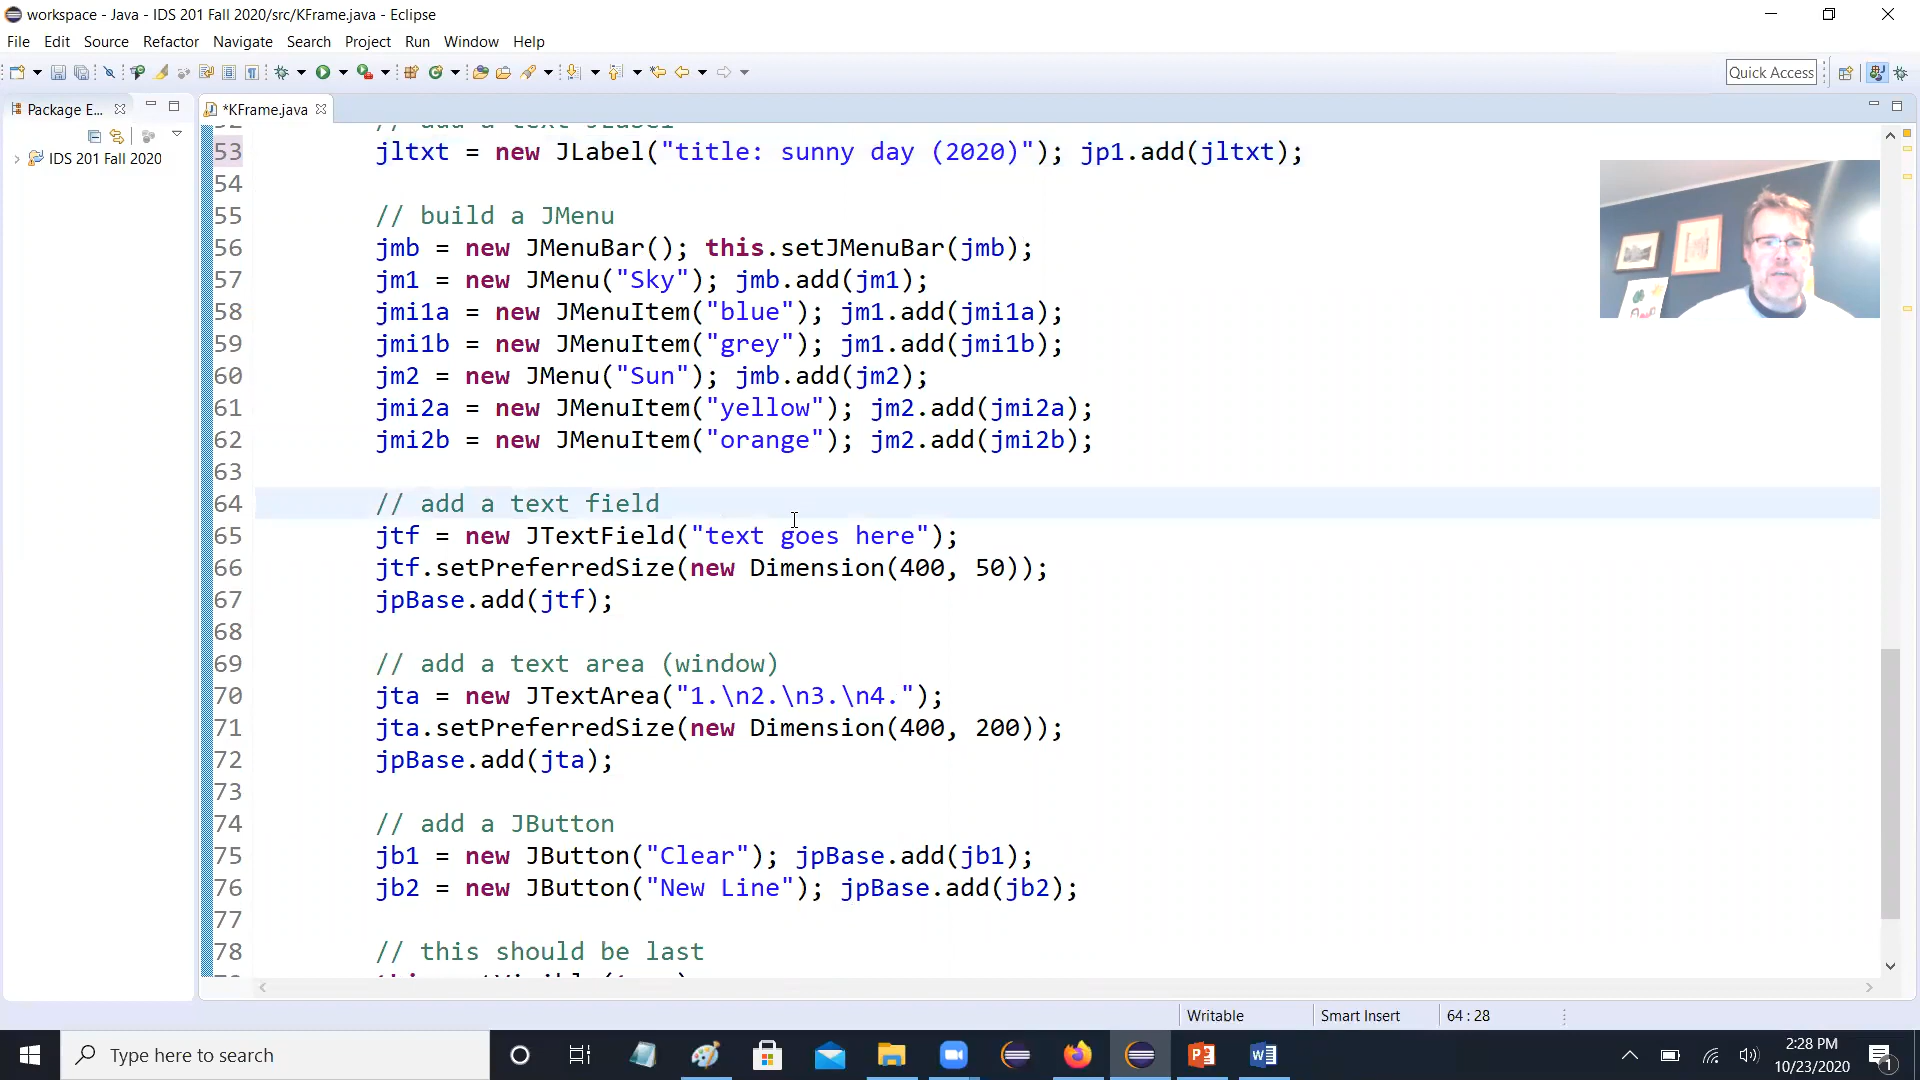 workspace - Java - IDS 201 Fall 2020/src/KFrame.java - Eclipse
File Edit Source Refactor Navigate Search Project Run Window Help
Quick Access
Package E...
*KFrame.java
IDS 201 Fall 2020
// add a text JLabel
53 jltxt = new JLabel("title: sunny day (2020)"); jp1.add(jltxt);
54
55 // build a JMenu
56 jmb = new JMenuBar(); this.setJMenuBar(jmb);
57 jm1 = new JMenu("Sky"); jmb.add(jm1);
58 jmi1a = new JMenuItem("blue"); jm1.add(jmi1a);
59 jmi1b = new JMenuItem("grey"); jm1.add(jmi1b);
60 jm2 = new JMenu("Sun"); jmb.add(jm2);
61 jmi2a = new JMenuItem("yellow"); jm2.add(jmi2a);
62 jmi2b = new JMenuItem("orange"); jm2.add(jmi2b);
63
64 // add a text field
65 jtf = new JTextField("text goes here");
66 jtf.setPreferredSize(new Dimension(400, 50));
67 jpBase.add(jtf);
68
69 // add a text area (window)
70 jta = new JTextArea("1.\n2.\n3.\n4.");
71 jta.setPreferredSize(new Dimension(400, 200));
72 jpBase.add(jta);
73
74 // add a JButton
75 jb1 = new JButton("Clear"); jpBase.add(jb1);
76 jb2 = new JButton("New Line"); jpBase.add(jb2);
77
78 // this should be last
Writable Smart Insert 64 : 28
Type here to search
2:28 PM
10/23/2020
1